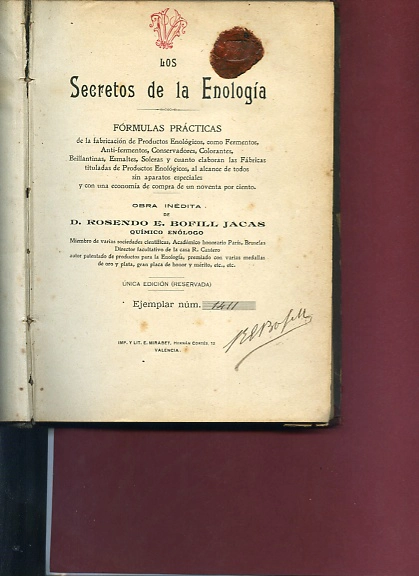 LOS
Secretos de la Enología
FÓRMULAS PRÁCTICAS
de la fabricación de Productos Enológicos, como Fermentos,
Anti-fermentos, Conservadores, Colorantes,
Brillantinas, Esmaltes, Soleras y cuanto elaboran las Fábricas
tituladas de Productos Enológicos, al alcance de todos
sin aparatos especiales
y con una economía de compra de un noventa por ciento.
OBRA INÉDITA
DE
D. ROSENDO E. BOFILL JACAS
QUÍMICO ENÓLOGO
Miembro de varias sociedades científicas, Académico honorario París, Bruselas
Director facultativo de la casa R. Centero
autor patentado de productos para la Enología, premiado con varias medallas
de oro y plata, gran placa de honor y mérito, etc., etc.
ÚNICA EDICIÓN (RESERVADA)
Ejemplar núm. 1411
R E Bofill
IMP. Y LIT. E. MIRABET, HERNÁN CORTÉS, 12
VALENCIA.